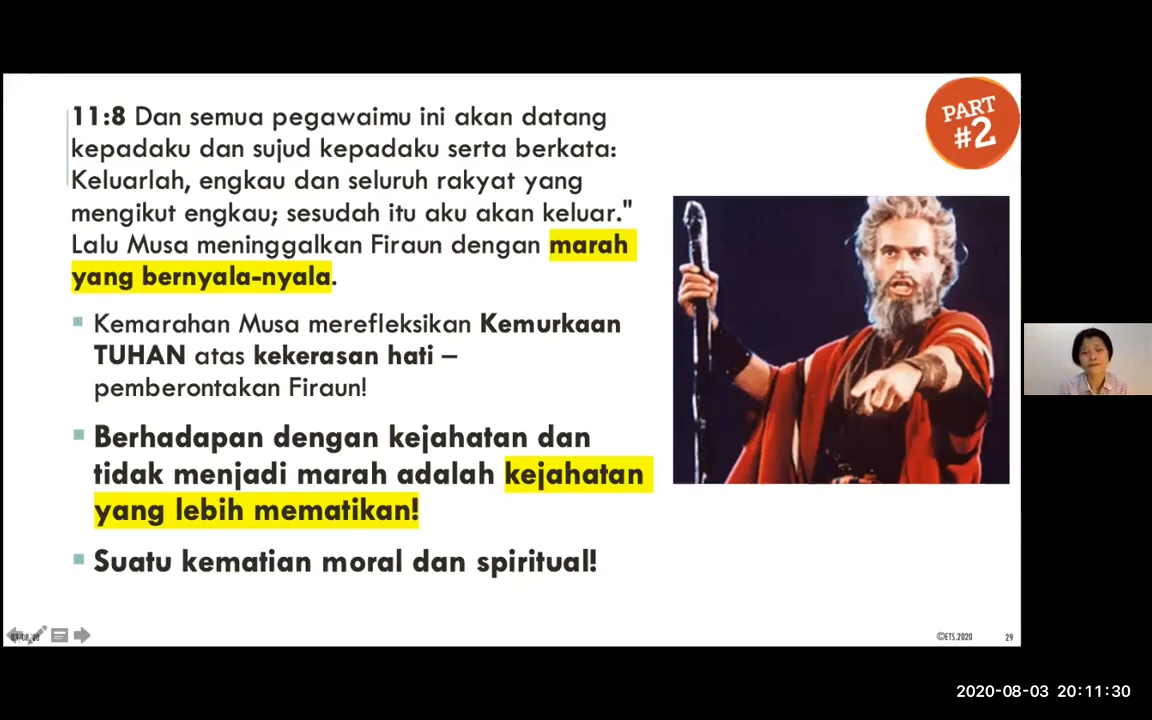 11:8 Dan semua pegawaimu ini akan datang
kepadaku dan sujud kepadaku serta berkata:
Keluarlah, engkau dan seluruh rakyat yang
mengikut engkau; sesudah itu aku akan keluar."
Lalu Musa meninggalkan Firaun dengan marah
yang bernyala-nyala.
PART
#2
▪ Kemarahan Musa merefleksikan Kemurkaan
TUHAN atas kekerasan hati –
pemberontakan Firaun!
▪ Berhadapan dengan kejahatan dan
tidak menjadi marah adalah kejahatan
yang lebih mematikan!
▪ Suatu kematian moral dan spiritual!
©ETS.2020
29
2020-08-03 20:11:30